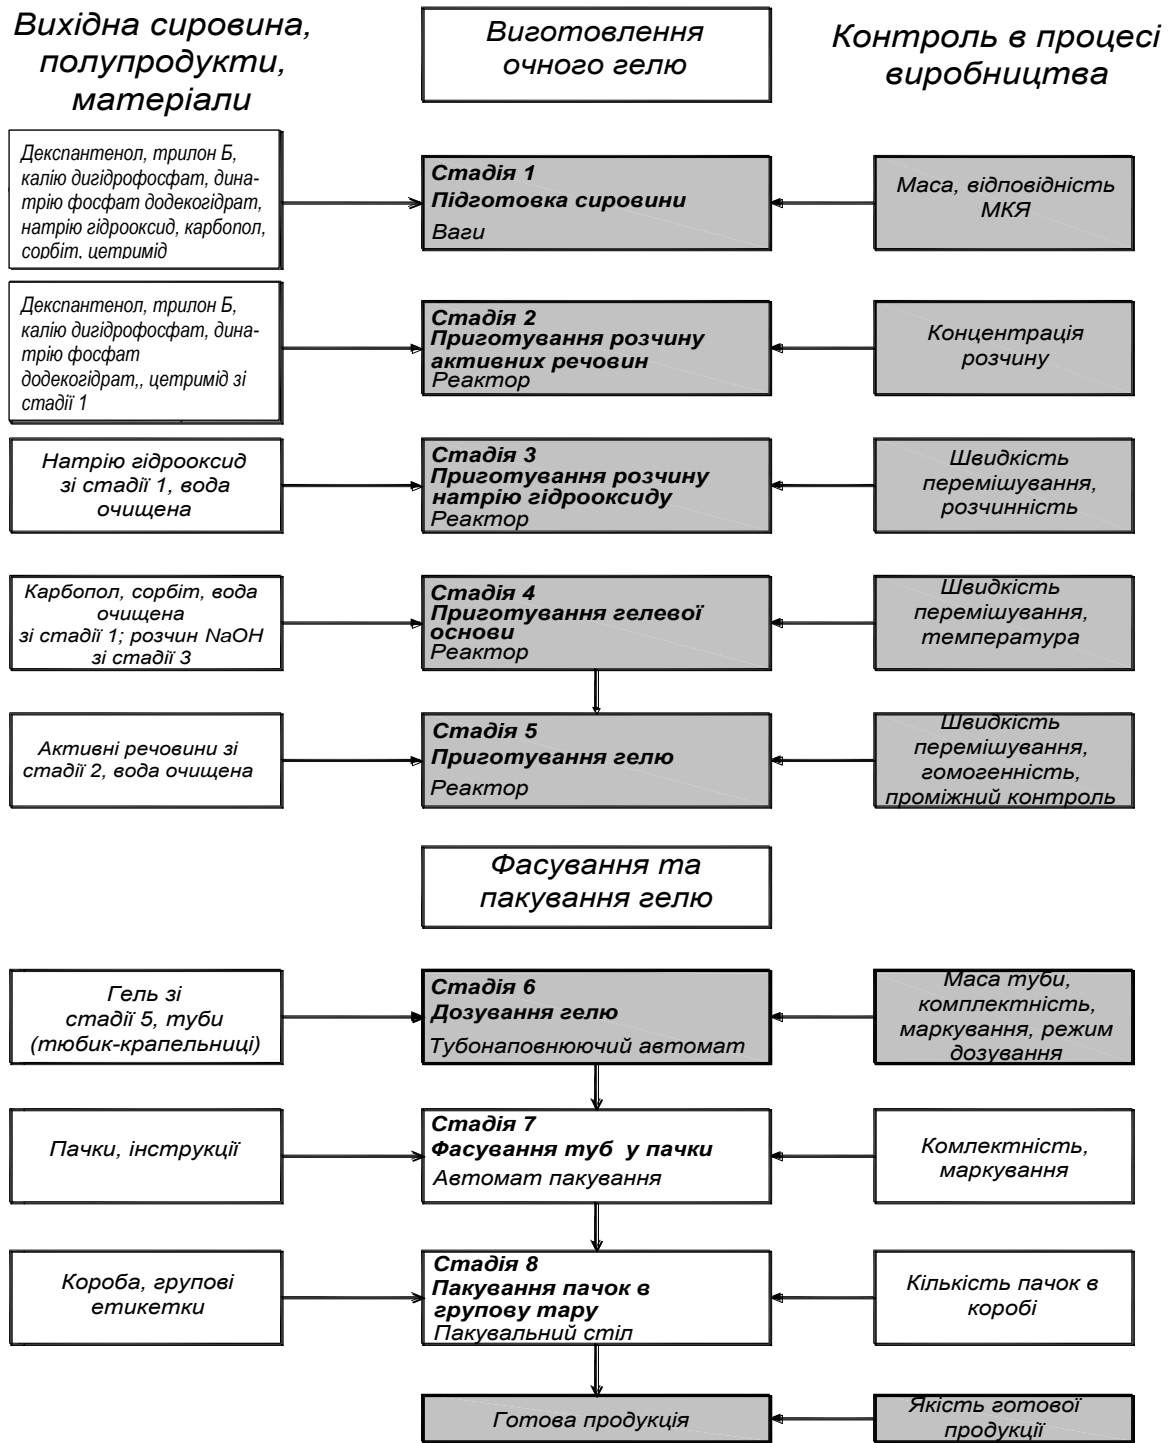 Вихідна сировина,
полупродукти,
матеріали
Виготовлення
очного гелю
Контроль в процесі
виробництва
Декспантенол, трилон Б,
калію дигідрофосфат, дина-
трію фосфат додекогідрат,
натрію гідрооксид, карбопол,
сорбіт, цетримід
Стадія 1
Підготовка сировини
Ваги
Маса, відповідність
МКЯ
Декспантенол, трилон Б,
калію дигідрофосфат, дина-
трію фосфат
додекогідрат,, цетримід зі
стадії 1
Стадія 2
Приготування розчину
активних речовин
Реактор
Концентрація
розчину
Натрію гідрооксид
зі стадії 1, вода
очищена
Стадія 3
Приготування розчину
натрію гідрооксиду
Реактор
Швидкість
перемішування,
розчинність
Карбопол, сорбіт, вода
очищена
зі стадії 1; розчин NaOH
зі стадії 3
Стадія 4
Приготування гелевої
основи
Реактор
Швидкість
перемішування,
температура
Активні речовини зі
стадії 2, вода очищена
Стадія 5
Приготування гелю
Реактор
Швидкість
перемішування,
гомогенність,
проміжний контроль
Фасування та
пакування гелю
Гель зі
стадії 5, туби
(тюбик-крапельниці)
Стадія 6
Дозування гелю
Тубонаповнюючий автомат
Маса туби,
комплектність,
маркування, режим
дозування
Пачки, інструкції
Стадія 7
Фасування туб у пачки
Автомат пакування
Комлектність,
маркування
Короба, групові
етикетки
Стадія 8
Пакування пачок в
групову тару
Пакувальний стіл
Кількість пачок в
коробі
Готова продукція
Якість готової
продукції